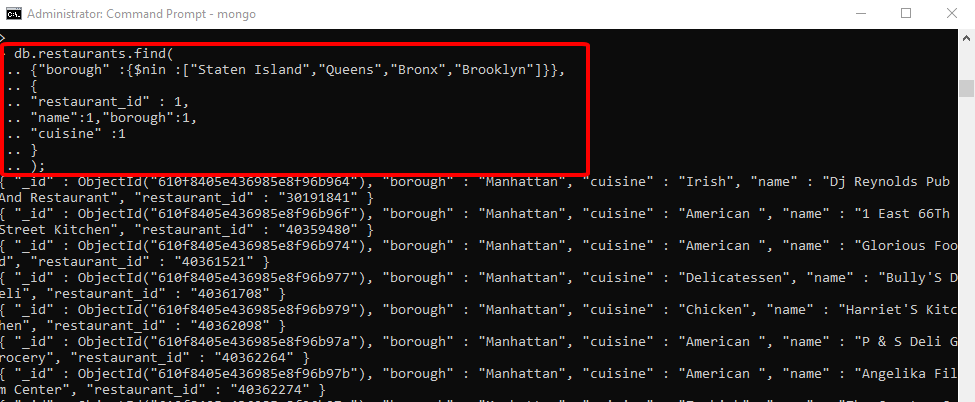 Administrator: Command Prompt - mongo
>
> db.restaurants.find(
.. {"borough" :{$nin :["Staten Island","Queens","Bronx","Brooklyn"]}},
.. {
.. "restaurant_id" : 1,
.. "name":1,"borough":1,
.. "cuisine" :1
.. }
.. );
{ "_id" : ObjectId("610f8405e436985e8f96b964"), "borough" : "Manhattan", "cuisine" : "Irish", "name" : "Dj Reynolds Pub
And Restaurant", "restaurant_id" : "30191841" }
{ "_id" : ObjectId("610f8405e436985e8f96b96f"), "borough" : "Manhattan", "cuisine" : "American ", "name" : "1 East 66Th
Street Kitchen", "restaurant_id" : "40359480" }
{ "_id" : ObjectId("610f8405e436985e8f96b974"), "borough" : "Manhattan", "cuisine" : "American ", "name" : "Glorious Foo
d", "restaurant_id" : "40361521" }
{ "_id" : ObjectId("610f8405e436985e8f96b977"), "borough" : "Manhattan", "cuisine" : "Delicatessen", "name" : "Bully'S D
eli", "restaurant_id" : "40361708" }
{ "_id" : ObjectId("610f8405e436985e8f96b979"), "borough" : "Manhattan", "cuisine" : "Chicken", "name" : "Harriet'S Kitc
hen", "restaurant_id" : "40362098" }
{ "_id" : ObjectId("610f8405e436985e8f96b97a"), "borough" : "Manhattan", "cuisine" : "American ", "name" : "P & S Deli G
rocery", "restaurant_id" : "40362264" }
{ "_id" : ObjectId("610f8405e436985e8f96b97b"), "borough" : "Manhattan", "cuisine" : "American ", "name" : "Angelika Fil
m Center", "restaurant_id" : "40362274" }